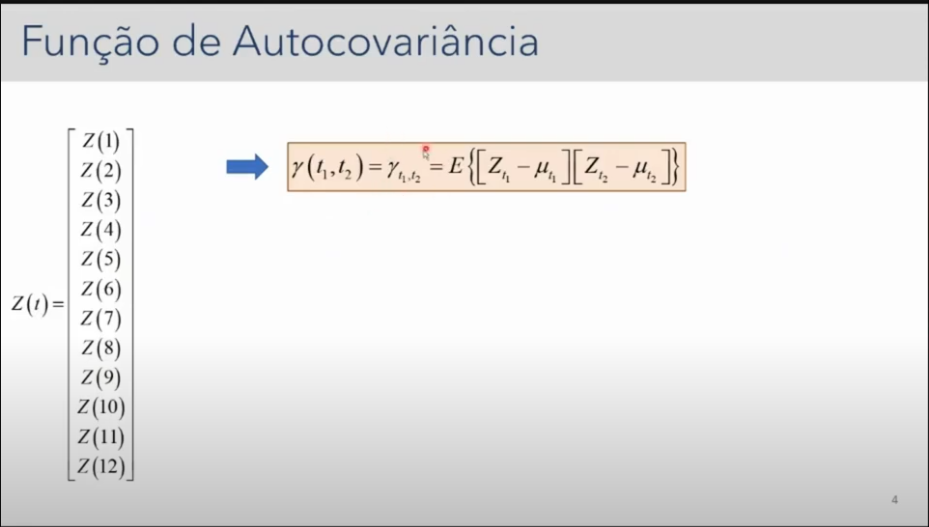 Função de Autocovariância
γ(t₁,t₂) = γ_{t₁,t₂} = E{[Z_{t₁} − μ_{t₁}][Z_{t₂} − μ_{t₂}]}
Z(t)=
Z(1)
Z(2)
Z(3)
Z(4)
Z(5)
Z(6)
Z(7)
Z(8)
Z(9)
Z(10)
Z(11)
Z(12)
4